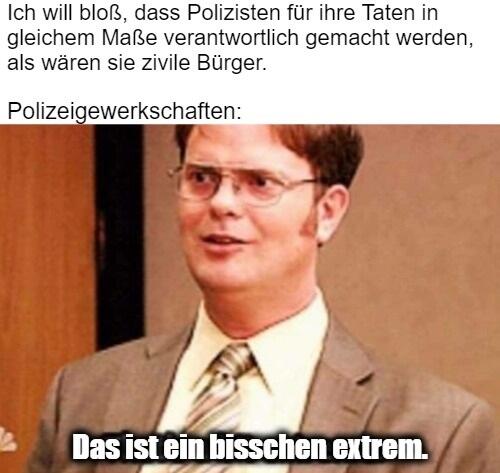 Ich will bloß, dass Polizisten für ihre Taten in
gleichem Maße verantwortlich gemacht werden,
als wären sie zivile Bürger.
Polizeigewerkschaften:
Das ist ein bisschen extrem.